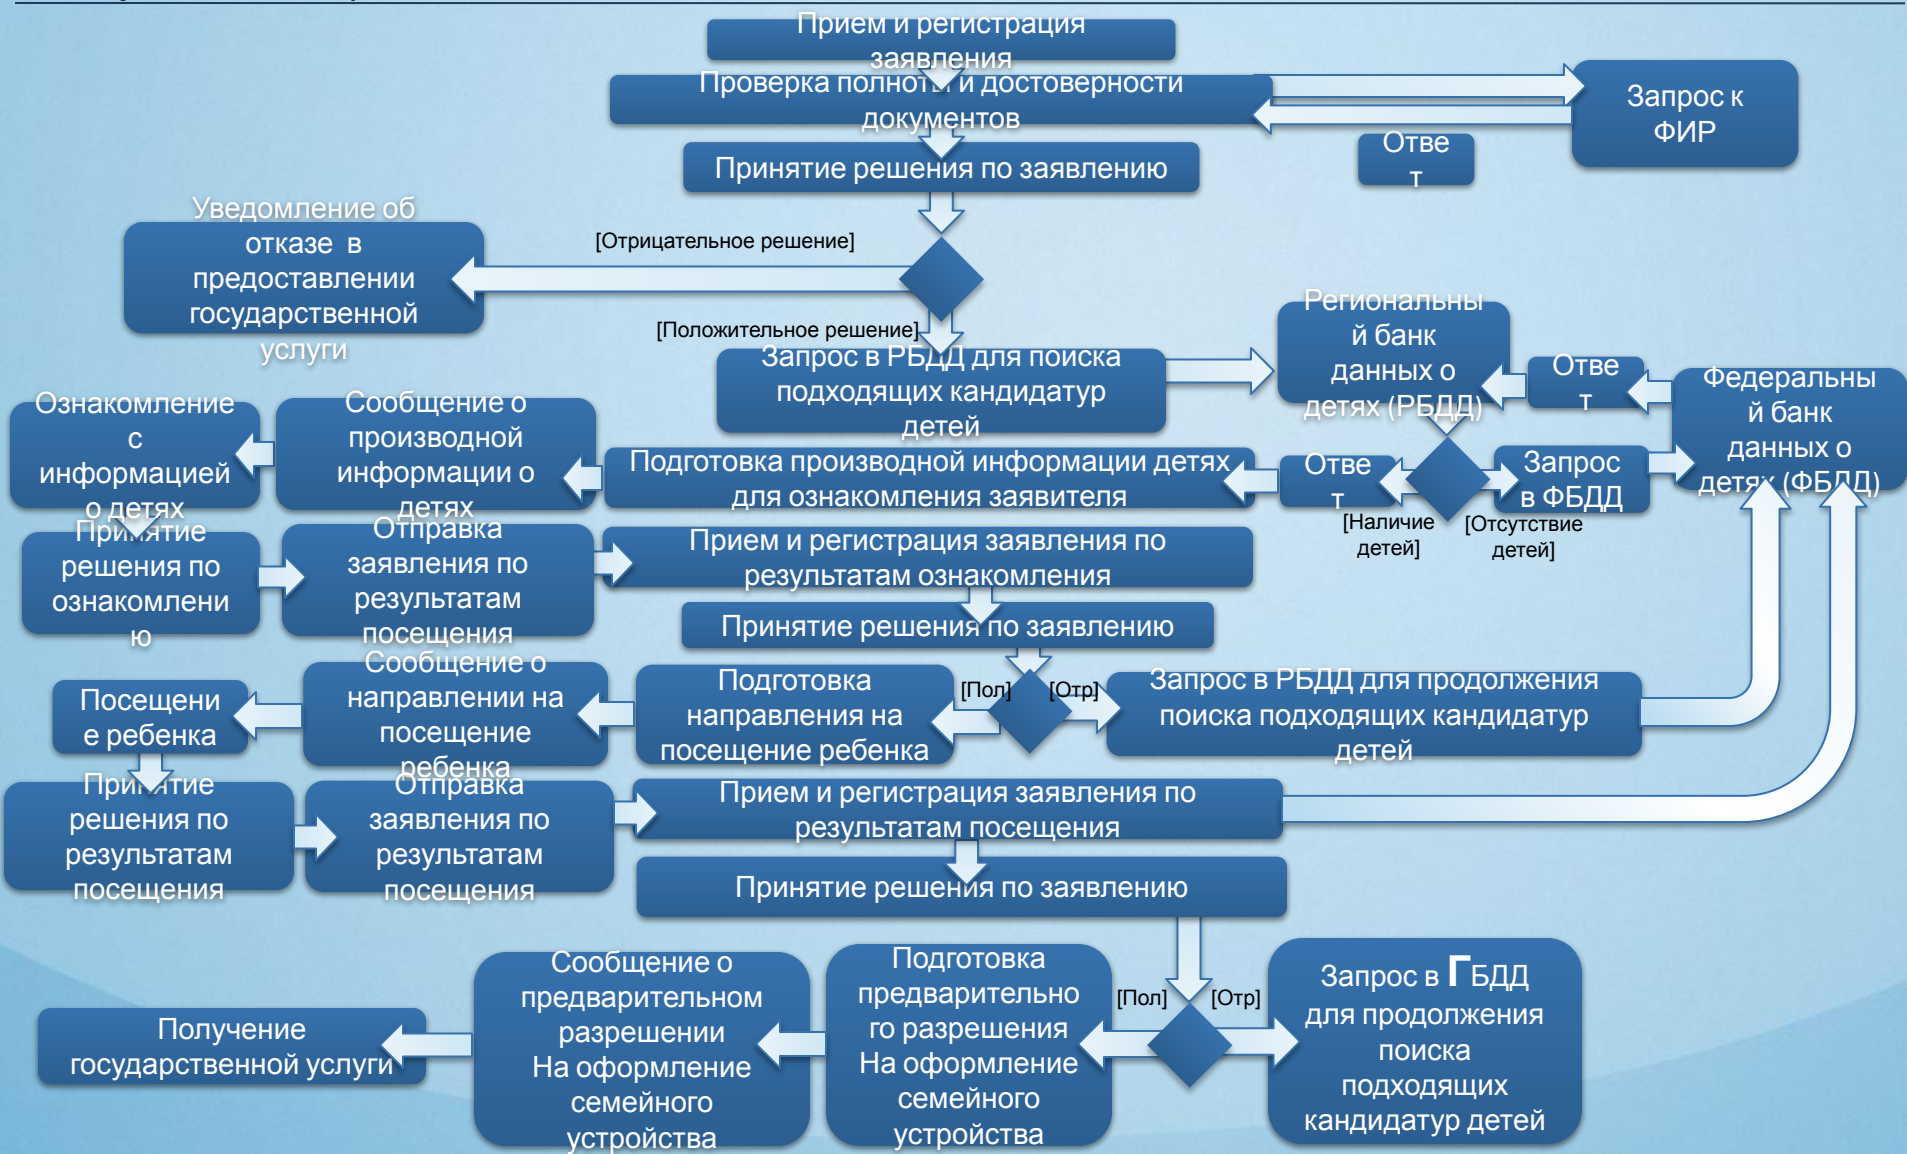 Прием и регистрация
заявления
Проверка полноты и достоверности
документов
Запрос к
ФИР
Отве
т
Принятие решения по заявлению
Уведомление об
отказе в
предоставлении
государственной
услуги
[Отрицательное решение]
[Положительное решение]
Запрос в РБДД для поиска
подходящих кандидатур
детей
Региональны
й банк
данных о
детях (РБДД)
Отве
т
Федеральны
й банк
данных о
детях (ФБДД)
Ознакомление
с
информацией
о детях
Сообщение о
производной
информации о
детях
Подготовка производной информации детях
для ознакомления заявителя
Отве
т
Запрос
в ФБДД
[Наличие
детей]
[Отсутствие
детей]
Принятие
решения по
ознакомлени
ю
Отправка
заявления по
результатам
посещения
Прием и регистрация заявления по
результатам ознакомления
Принятие решения по заявлению
Посещени
е ребенка
Сообщение о
направлении на
посещение
ребенка
Подготовка
направления на
посещение ребенка
[Пол]
[Отр]
Запрос в РБДД для продолжения
поиска подходящих кандидатур
детей
Принятие
решения по
результатам
посещения
Отправка
заявления по
результатам
посещения
Прием и регистрация заявления по
результатам посещения
Принятие решения по заявлению
Получение
государственной услуги
Сообщение о
предварительном
разрешении
На оформление
семейного
устройства
Подготовка
предварительно
го разрешения
На оформление
семейного
устройства
[Пол]
[Отр]
Запрос в ГБДД
для продолжения
поиска
подходящих
кандидатур детей